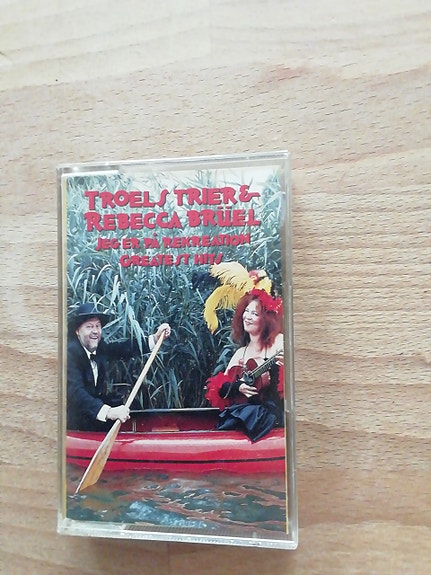 TROELS TRIER &
REBECCA BRÜEL
JEG ER PÅ REKREATION
GREATEST HITS